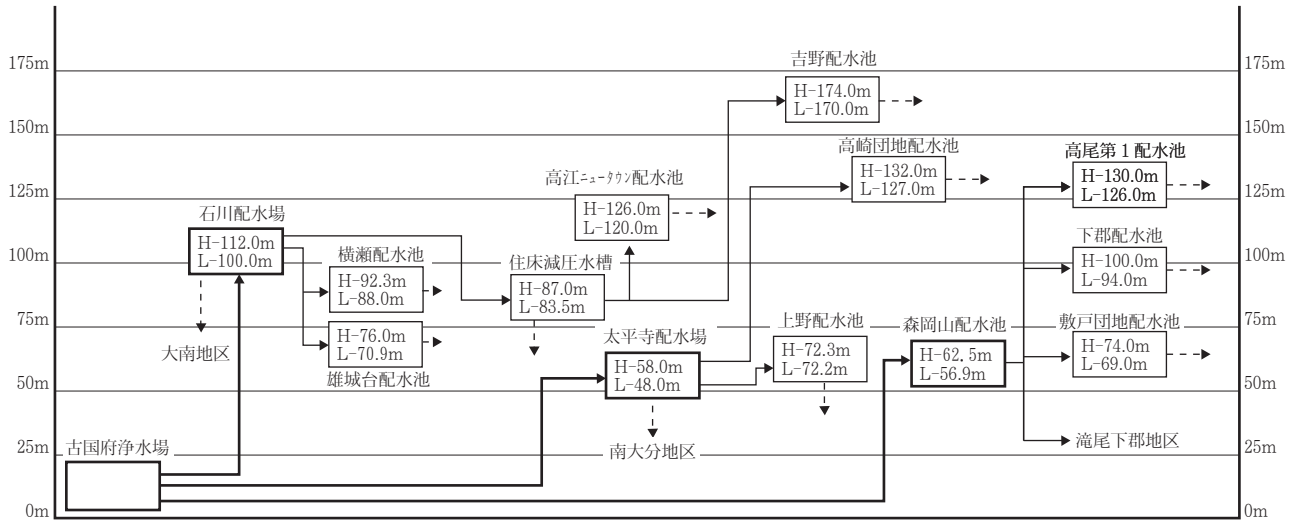 175m
150m
125m
100m
75m
50m
25m
0m
古国府浄水場
石川配水場
H-112.0m
L-100.0m
大南地区
横瀬配水池
H-92.3m
L-88.0m
H-76.0m
L-70.9m
雄城台配水池
住床減圧水槽
H-87.0m
L-83.5m
高江ニュータウン配水池
H-126.0m
L-120.0m
太平寺配水場
H-58.0m
L-48.0m
南大分地区
吉野配水池
H-174.0m
L-170.0m
上野配水池
H-72.3m
L-72.2m
高崎団地配水池
H-132.0m
L-127.0m
森岡山配水池
H-62.5m
L-56.9m
高尾第1配水池
H-130.0m
L-126.0m
下郡配水池
H-100.0m
L-94.0m
敷戸団地配水池
H-74.0m
L-69.0m
滝尾下郡地区
175m
150m
125m
100m
75m
50m
25m
0m